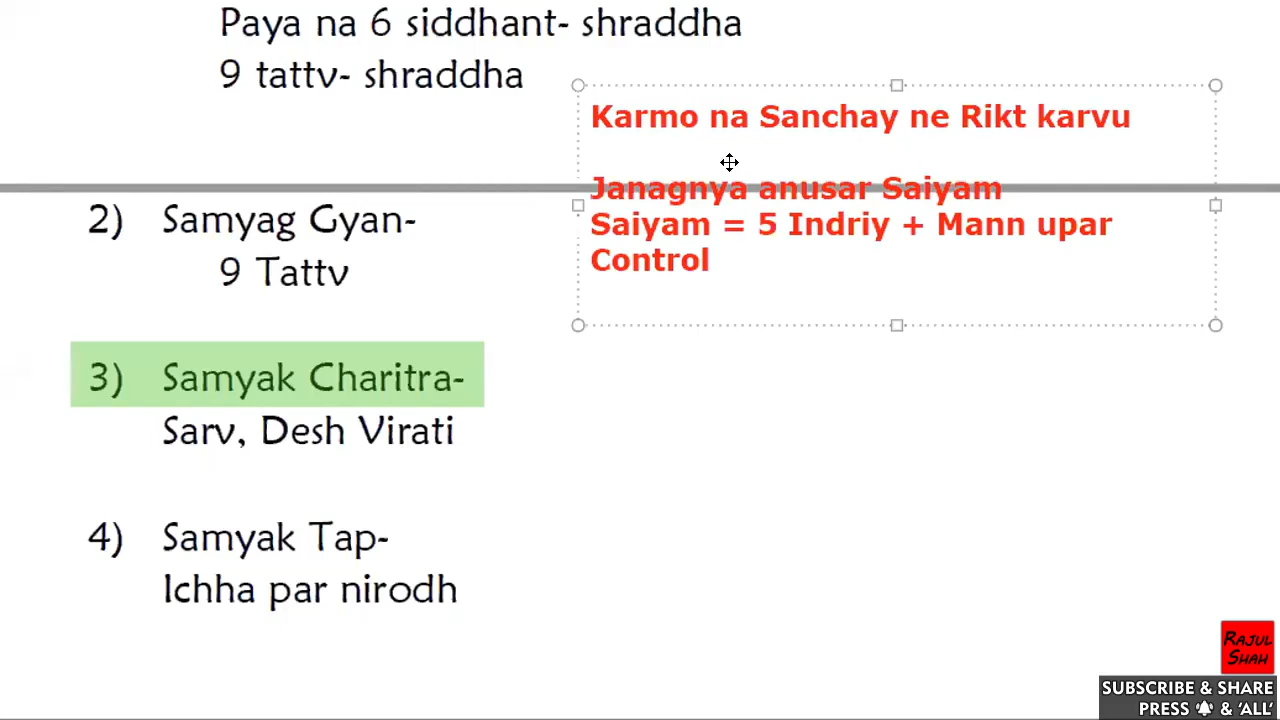 Paya na 6 siddhant- shraddha
9 tattv- shraddha
Karmo na Sanchay ne Rikt karvu
Janagnya anusar Saiyam
Saiyam = 5 Indriy + Mann upar
Control
2) Samyag Gyan-
9 Tattv
3) Samyak Charitra-
Sarv, Desh Virati
4) Samyak Tap-
Ichha par nirodh
RAJUL
SHAH
SUBSCRIBE & SHARE
PRESS & 'ALL'